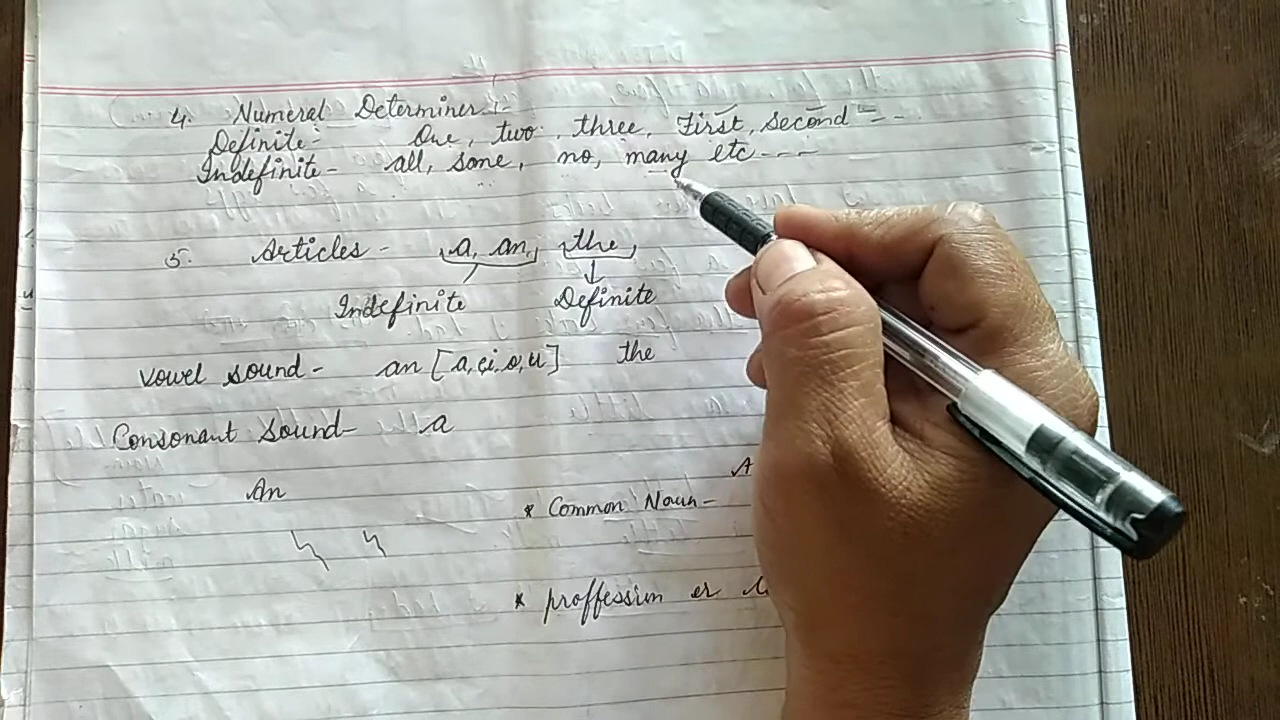 4. Numeral Determiner :-
Definite - One, two, three, First, Second - - -
Indefinite - all, some, no, many etc - - - -
5. Articles - a, an, the,
Indefinite Definite
vowel sound - an [a, e, i, o, u] the
Consonant Sound - a
An A
* Common Noun -
* proffession er